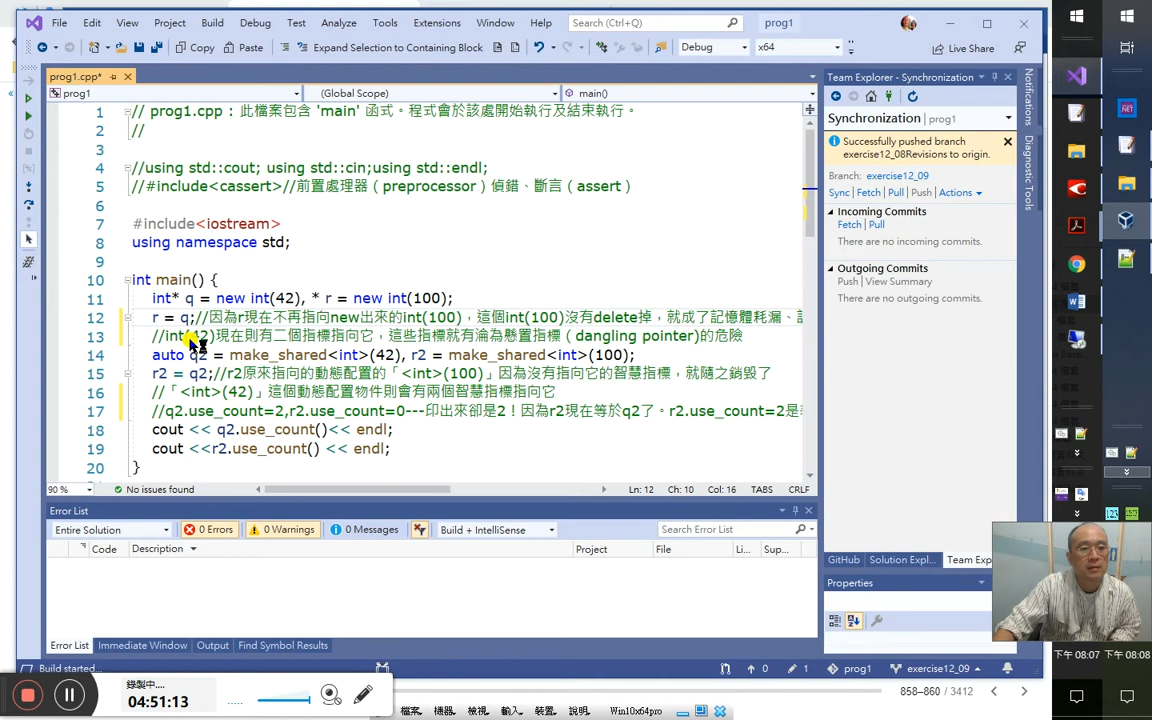 File Edit View Project Build Debug Test Analyze Tools Extensions Window Help Search (Ctrl+Q) prog1
Copy Paste Expand Selection to Containing Block Debug x64 Live Share
prog1.cpp*
prog1 (Global Scope) main()
1 // prog1.cpp : 此檔案包含 'main' 函式。程式會於該處開始執行及結束執行。
2 //
3
4 //using std::cout; using std::cin;using std::endl;
5 //#include<cassert>//前置處理器（preprocessor）偵錯、斷言（assert）
6
7 #include<iostream>
8 using namespace std;
9
10 int main() {
11 int* q = new int(42), * r = new int(100);
12 r = q;//因為r現在不再指向new出來的int(100)，這個int(100)沒有delete掉，就成了記憶體耗漏、
13 //int(42)現在則有二個指標指向它，這些指標就有淪為懸置指標（dangling pointer)的危險
14 auto q2 = make_shared<int>(42), r2 = make_shared<int>(100);
15 r2 = q2;//r2原來指向的動態配置的「<int>(100)」因為沒有指向它的智慧指標，就隨之銷毀了
16 //「<int>(42)」這個動態配置物件則會有兩個智慧指標指向它
17 //q2.use_count=2,r2.use_count=0---印出來卻是2！因為r2現在等於q2了。r2.use_count=2是
18 cout << q2.use_count()<< endl;
19 cout <<r2.use_count() << endl;
20 }
90 % No issues found Ln: 12 Ch: 10 Col: 16 TABS CRLF
Error List
Entire Solution 0 Errors 0 Warnings 0 Messages Build + IntelliSense Search Error List
Code Description Project File Li... Sup...
Error List Immediate Window Output Find Symbol Results
Build started... 0 1 prog1 exercise12_09
Team Explorer - Synchronization
Synchronization prog1
Successfully pushed branch
exercise12_08Revisions to origin.
Branch: exercise12_09
Sync Fetch Pull Push Actions
Incoming Commits
Fetch Pull
There are no incoming commits.
Outgoing Commits
Push View Summary
There are no outgoing commits.
GitHub Solution Expl... Team Exp
Properties
Notifications
Diagnostic Tools
下午 08:07 下午 08:08
錄製中....
04:51:13
858–860 / 3412
檔案, 機器, 檢視, 輸入, 裝置, 說明, Win10x64pro